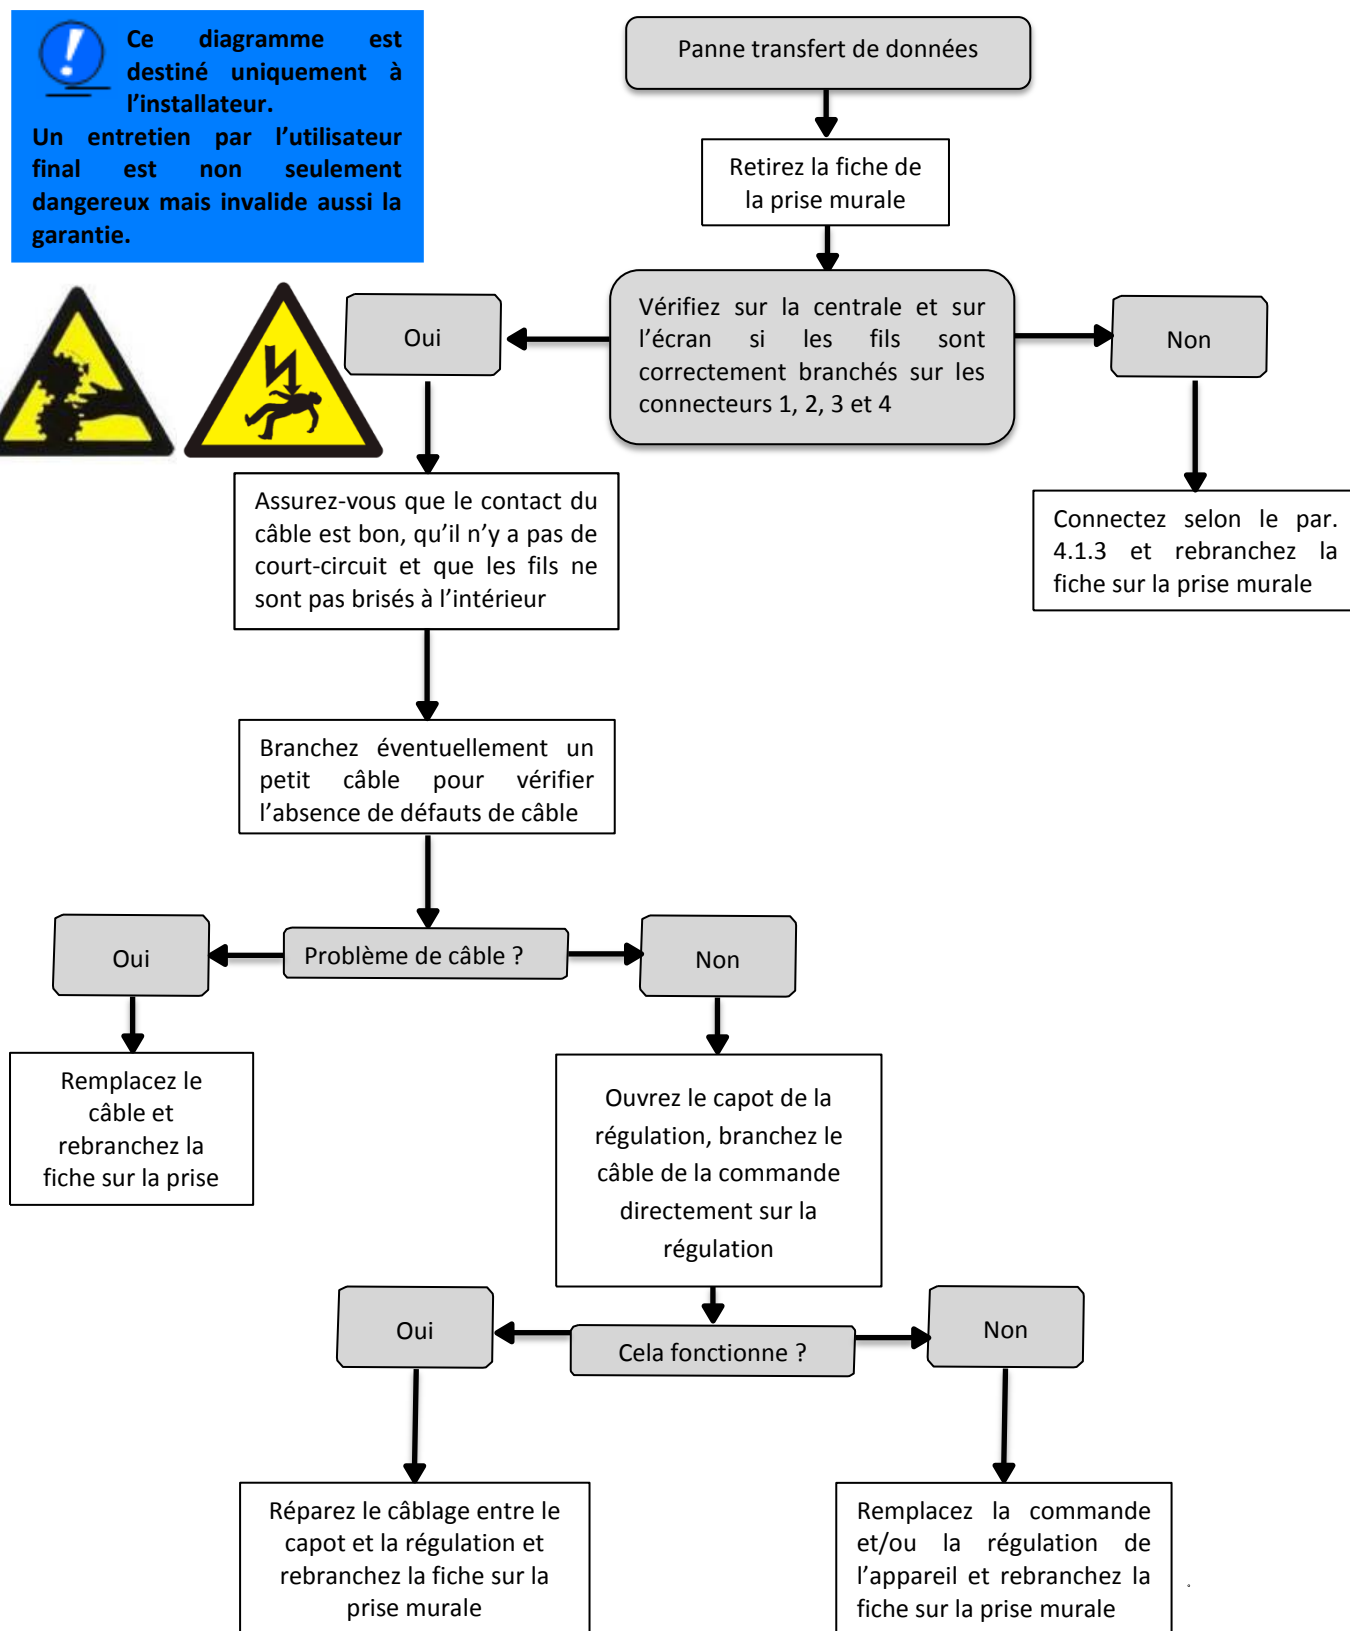 Ce diagramme est
destiné uniquement à
l'installateur.
Un entretien par l'utilisateur
final est non seulement
dangereux mais invalide aussi la
garantie.
Panne transfert de données
Retirez la fiche de
la prise murale
Vérifiez sur la centrale et sur
l'écran si les fils sont
correctement branchés sur les
connecteurs 1, 2, 3 et 4
Oui
Non
Assurez-vous que le contact du
câble est bon, qu'il n'y a pas de
court-circuit et que les fils ne
sont pas brisés à l'intérieur
Connectez selon le par.
4.1.3 et rebranchez la
fiche sur la prise murale
Branchez éventuellement un
petit câble pour vérifier
l'absence de défauts de câble
Oui
Problème de câble ?
Non
Remplacez le
câble et
rebranchez la
fiche sur la prise
Ouvrez le capot de la
régulation, branchez le
câble de la commande
directement sur la
régulation
Oui
Cela fonctionne ?
Non
Réparez le câblage entre le
capot et la régulation et
rebranchez la fiche sur la
prise murale
Remplacez la commande
et/ou la régulation de
l'appareil et rebranchez la
fiche sur la prise murale